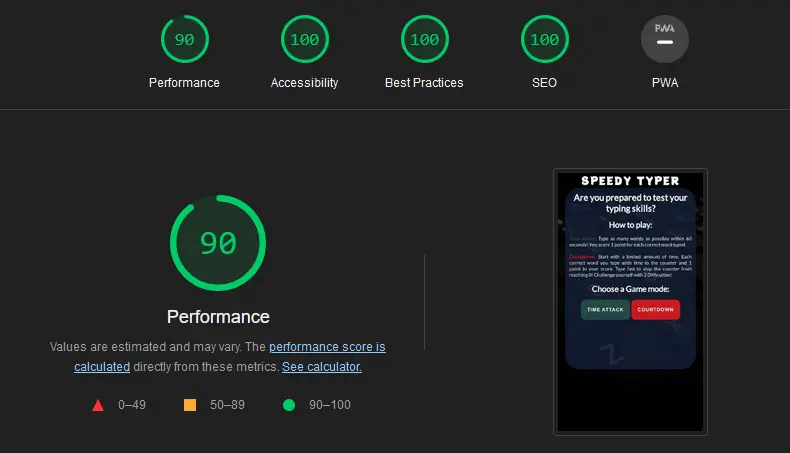 90
100
100
100
PWA
Performance
Accessibility
Best Practices
SEO
PWA
90
Performance
Values are estimated and may vary. The performance score is
calculated directly from these metrics. See calculator.
0–49
50–89
90–100
SPEEDY TYPER
Are you prepared to test your
typing skills?
How to play:
Type as many words as possible within 60
seconds! You score 1 point for each correct word typed
Countdown: Start with a limited amount of time. Each
correct word you type adds time to the counter and 1
point to your score. Type fast to stop the counter from
reaching 0! Challenge yourself with 3 Difficulties!
Choose a Game mode:
TIME ATTACK
COUNTDOWN